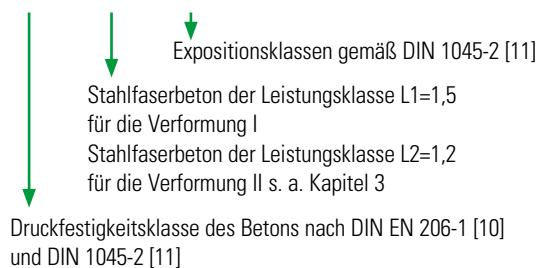 Expositionsklassen gemäß DIN 1045-2 [11]
Stahlfaserbeton der Leistungsklasse L1=1,5
für die Verformung I
Stahlfaserbeton der Leistungsklasse L2=1,2
für die Verformung II s. a. Kapitel 3
Druckfestigkeitsklasse des Betons nach DIN EN 206-1 [10]
und DIN 1045-2 [11]